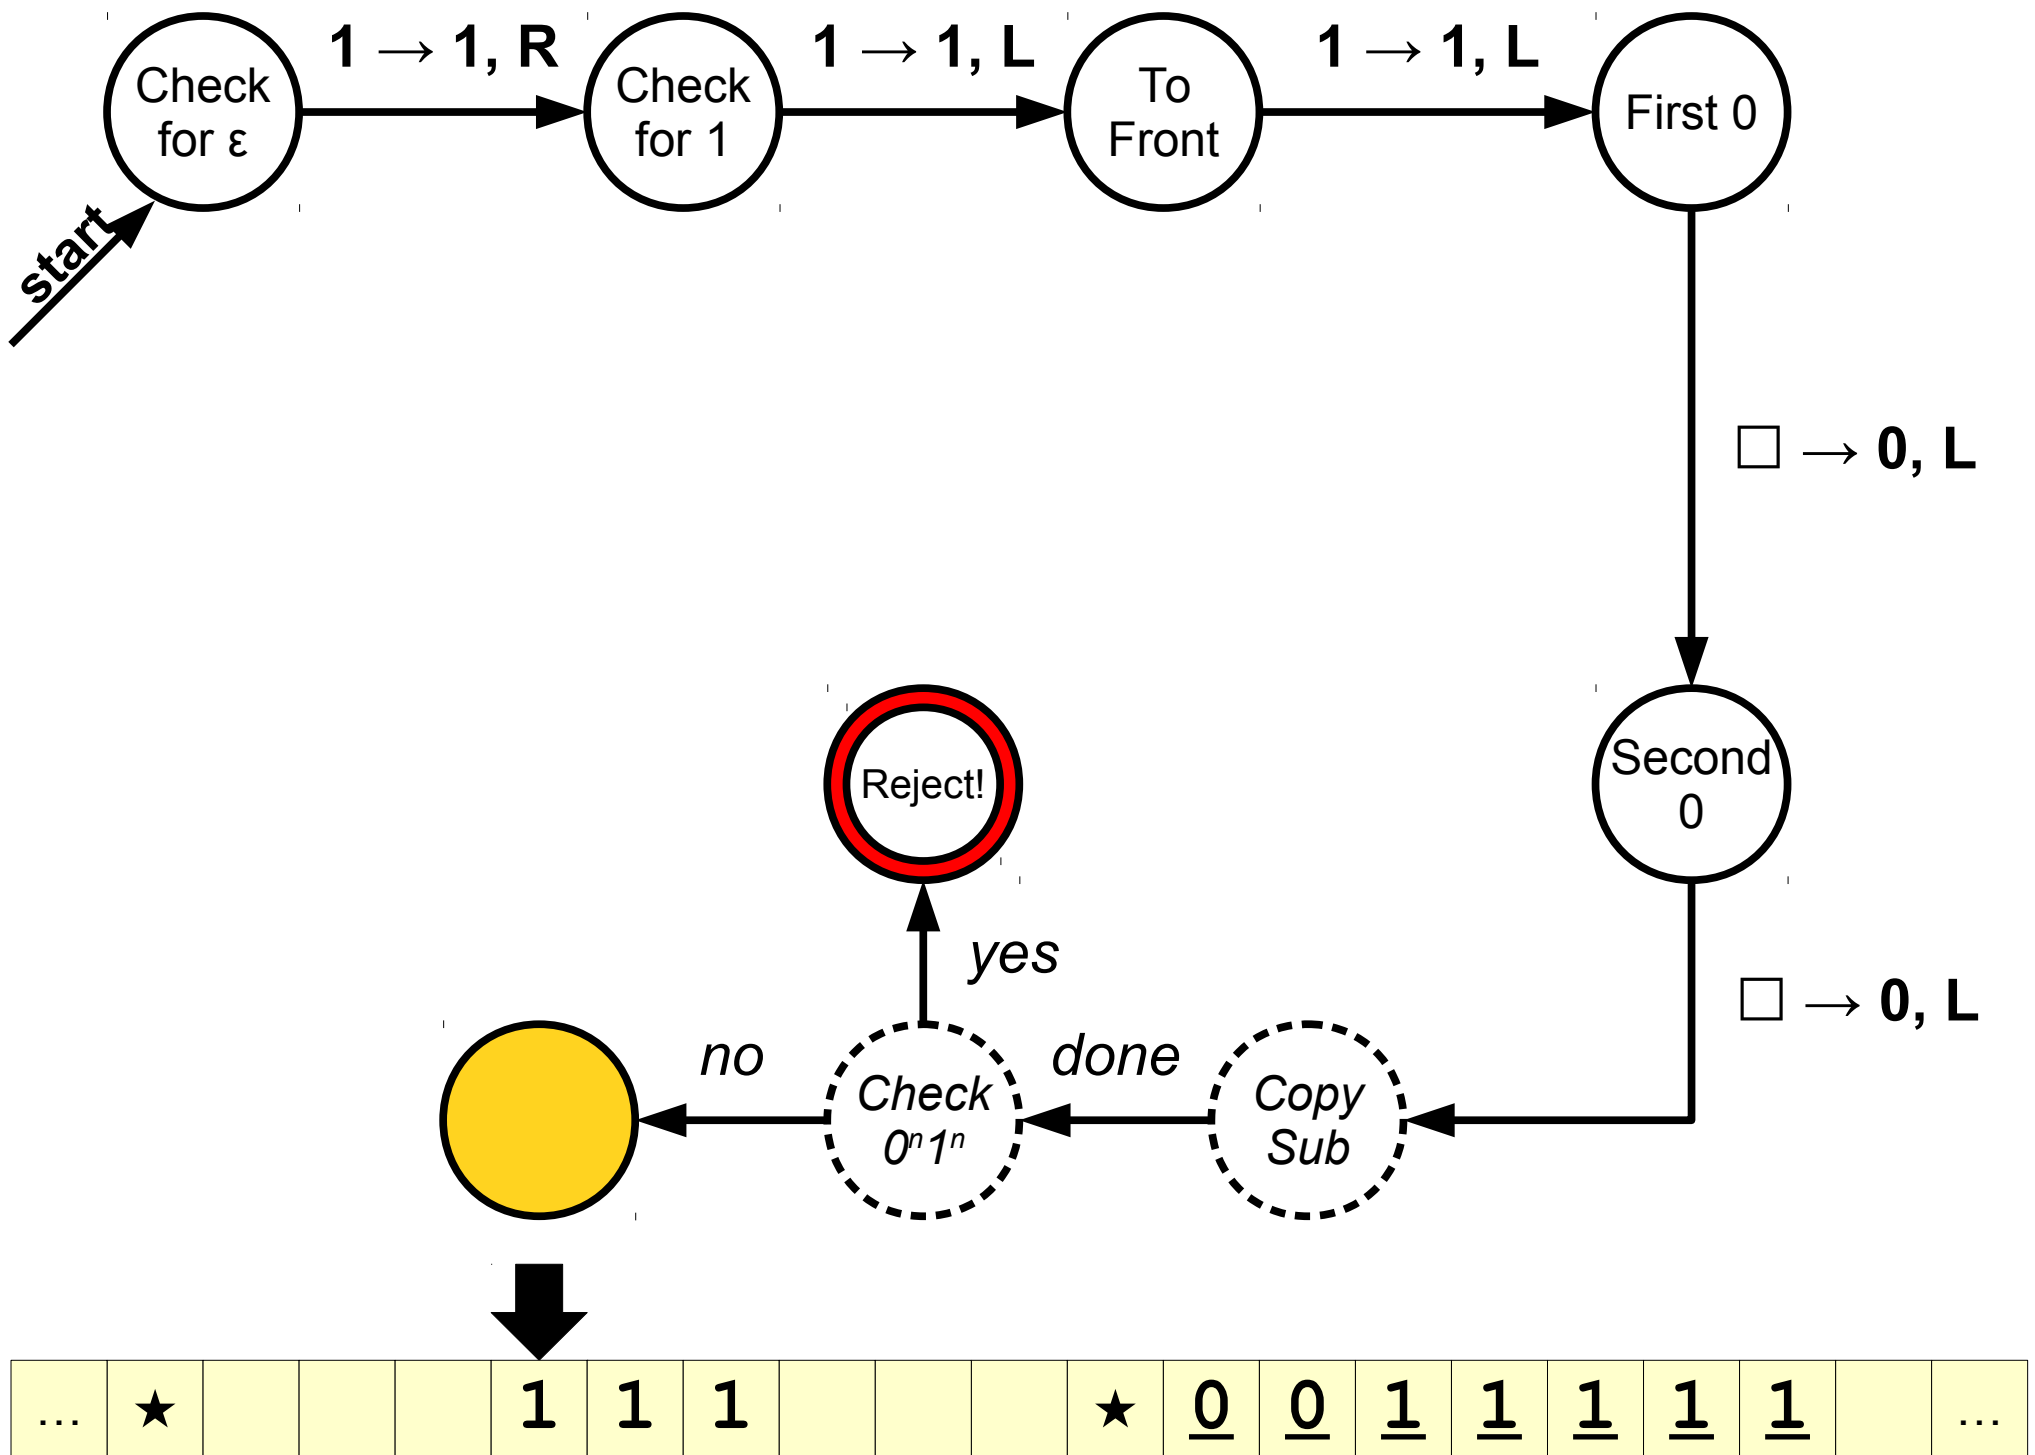 1 → 1, R
1 → 1, L
1 → 1, L
Check
for ε
Check
for 1
To
Front
First 0
start
□ → 0, L
Second
0
Reject!
yes
□ → 0, L
no
done
Check
0ⁿ1ⁿ
Copy
Sub
… ★ 1 1 1 ★ 0 0 1 1 1 1 1 …